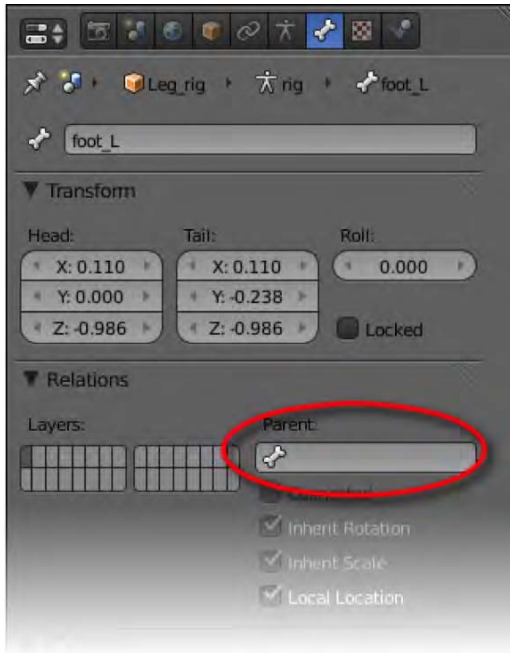 Leg_rig rig foot_L
foot_L
Transform
Head: Tail: Roll:
X: 0.110 X: 0.110 0.000
Y: 0.000 Y: -0.238
Z: -0.986 Z: -0.986 Locked
Relations
Layers: Parent:
Connected
Inherit Rotation
Inherit Scale
Local Location